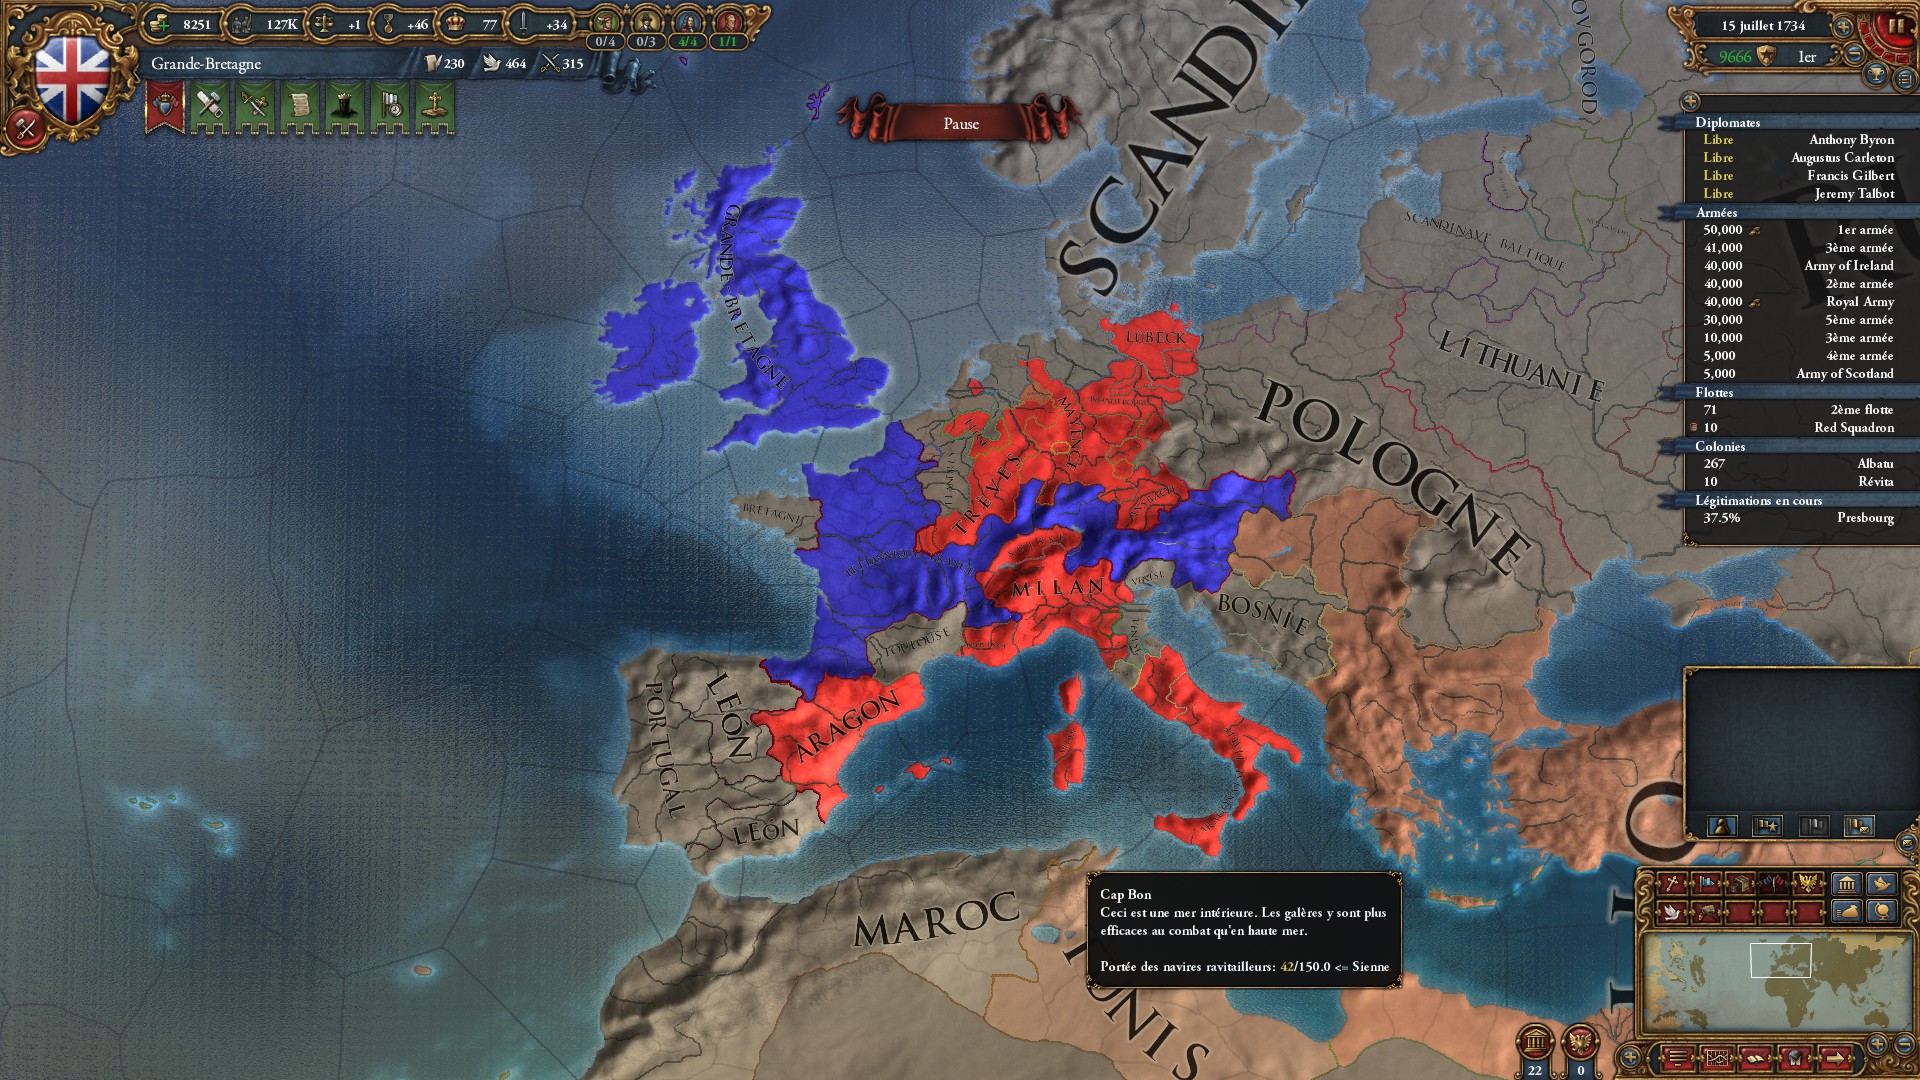 8251
127K
+1
+46
77
+34
0/4
0/3
4/4
1/1
Grande-Bretagne
230
464
315
Pause
15 juillet 1734
9666
1er
Diplomates
Libre Anthony Byron
Libre Augustus Carleton
Libre Francis Gilbert
Libre Jeremy Talbot
Armées
50,000 1er armée
41,000 3ème armée
40,000 Army of Ireland
40,000 2ème armée
40,000 Royal Army
30,000 5ème armée
10,000 3ème armée
5,000 4ème armée
5,000 Army of Scotland
Flottes
71 2ème flotte
10 Red Squadron
Colonies
267 Albatu
10 Révita
Légitimations en cours
37.5% Presbourg
SCANDI
NOVGOROD
SCANDINAVE BALTIQUE
GRANDE-BRETAGNE
LÜBECK
LITHUANIE
POLOGNE
MAYENCE
TRÈVES
ANSBACH
BRETAGNE
BRITANNIQUE FRANCE
SUISSE
MILAN
VENISE
BOSNIE
TOULOUSE
PORTUGAL
LEÓN
ARAGON
LEÓN
MAROC
TUNIS
O
Cap Bon
Ceci est une mer intérieure. Les galères y sont plus
efficaces au combat qu'en haute mer.
Portée des navires ravitailleurs: 42/150.0 <= Sienne
22
0